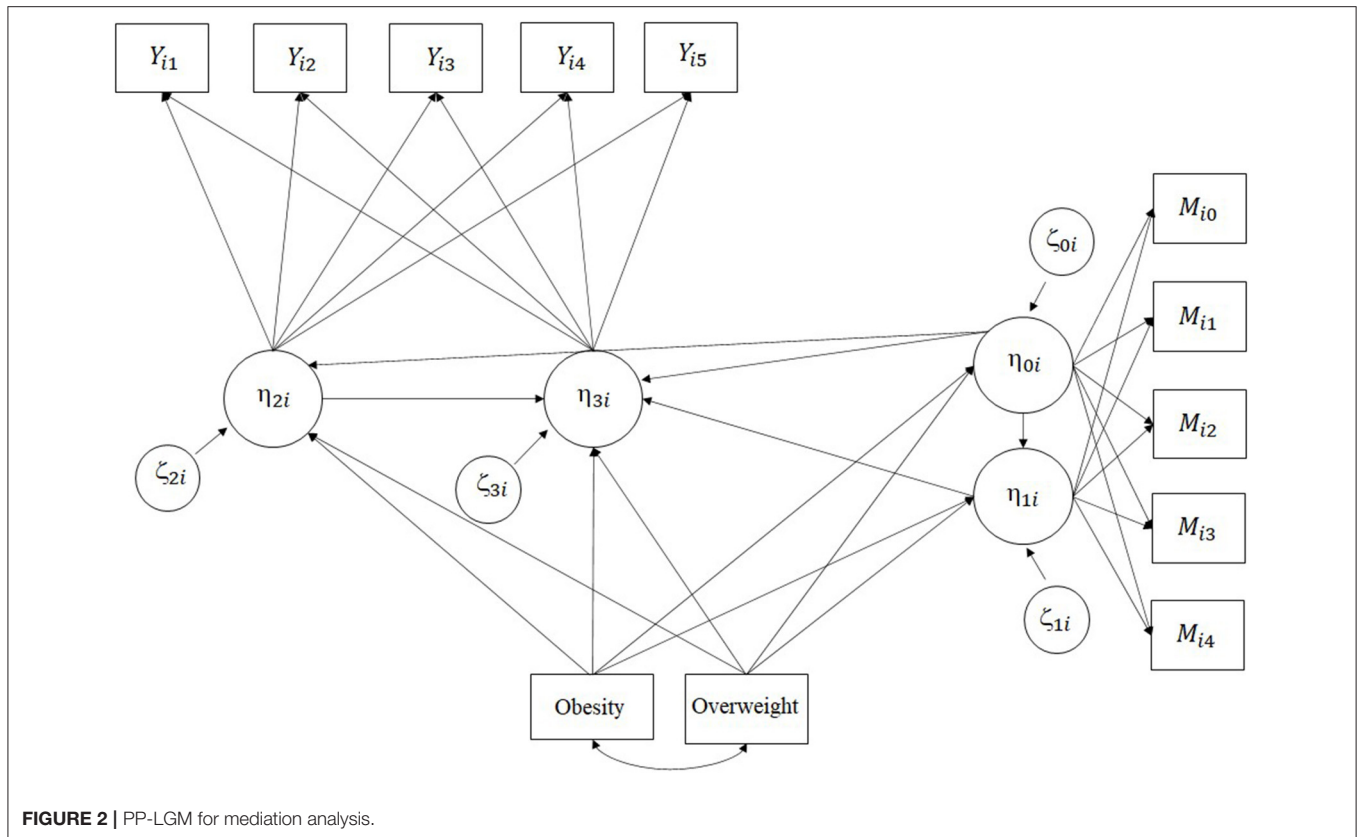 Y_{i1} Y_{i2} Y_{i3} Y_{i4} Y_{i5}
M_{i0}
ζ_{0i}
M_{i1}
η_{0i}
η_{2i} η_{3i}
M_{i2}
ζ_{2i} ζ_{3i}
η_{1i}
M_{i3}
ζ_{1i}
M_{i4}
Obesity Overweight
FIGURE 2 | PP-LGM for mediation analysis.